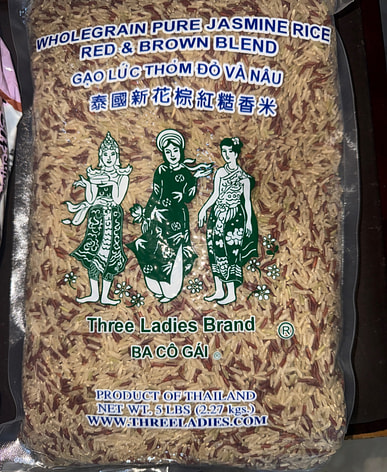 WHOLEGRAIN PURE JASMINE RICE
RED & BROWN BLEND
GẠO LỨC THƠM ĐỎ VÀ NÂU
泰國新花棕紅糙香米
Three Ladies Brand ®
BA CÔ GÁI
PRODUCT OF THAILAND
NET WT. 5 LBS (2.27 kgs.)
WWW.THREELADIES.COM